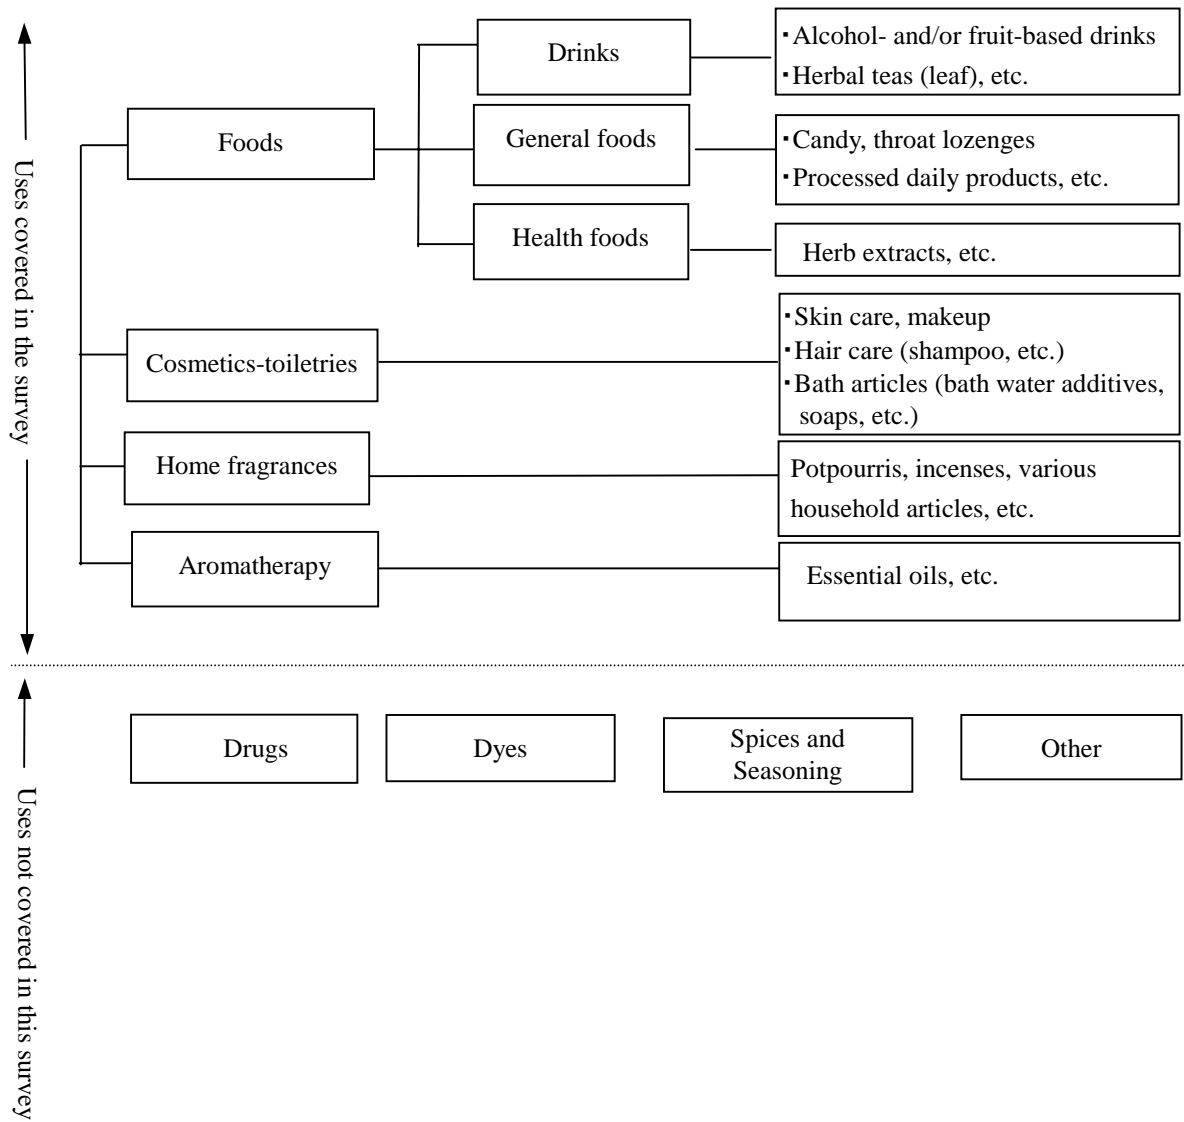 Uses covered in the survey
Foods
Drinks
・Alcohol- and/or fruit-based drinks
・Herbal teas (leaf), etc.
General foods
・Candy, throat lozenges
・Processed daily products, etc.
Health foods
Herb extracts, etc.
Cosmetics-toiletries
・Skin care, makeup
・Hair care (shampoo, etc.)
・Bath articles (bath water additives,
soaps, etc.)
Home fragrances
Potpourris, incenses, various
household articles, etc.
Aromatherapy
Essential oils, etc.
Uses not covered in this survey
Drugs
Dyes
Spices and
Seasoning
Other